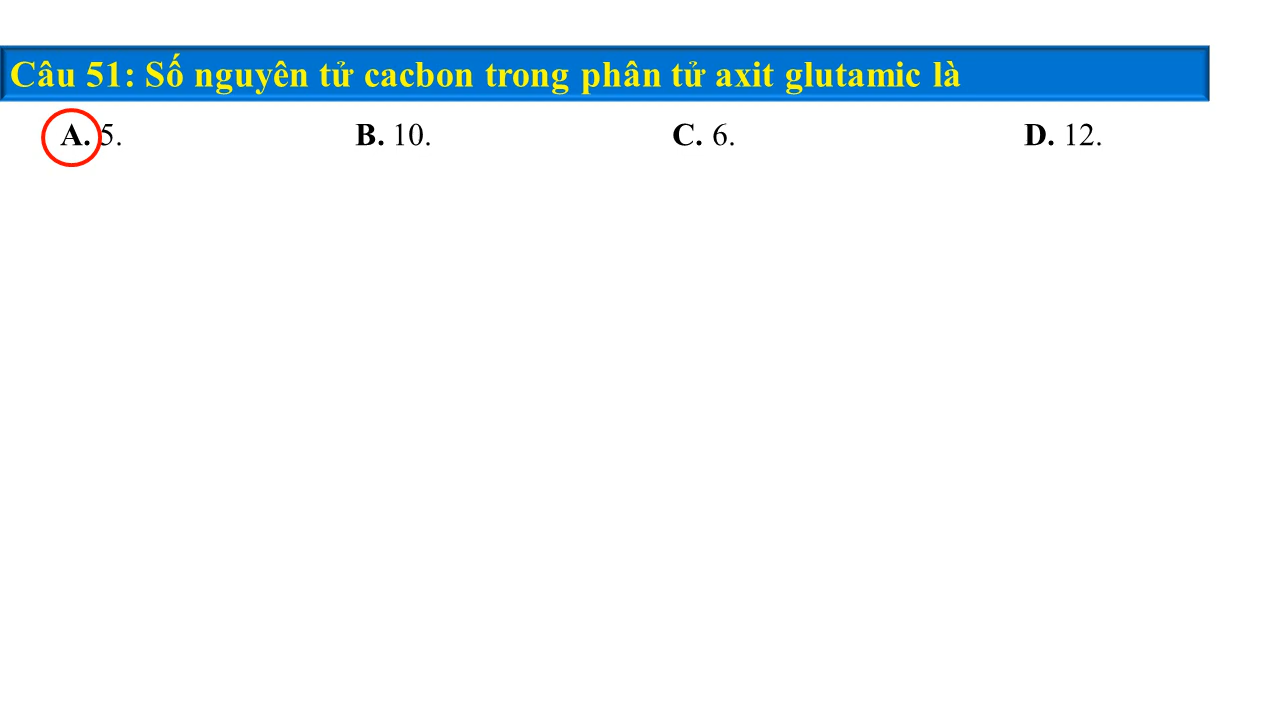 Câu 51: Số nguyên tử cacbon trong phân tử axit glutamic là
A. 5. B. 10. C. 6. D. 12.